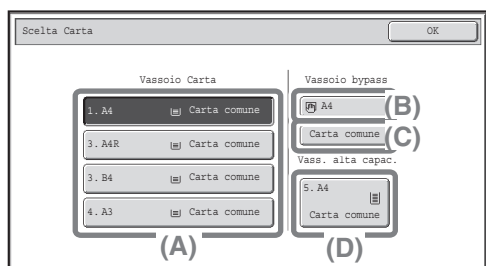 Scelta Carta
OK
Vassoio Carta
1. A4 Carta comune
3. A4R Carta comune
3. B4 Carta comune
4. A3 Carta comune
(A)
Vassoio bypass
A4
(B)
Carta comune
(C)
Vass. alta capac.
5. A4
Carta comune
(D)